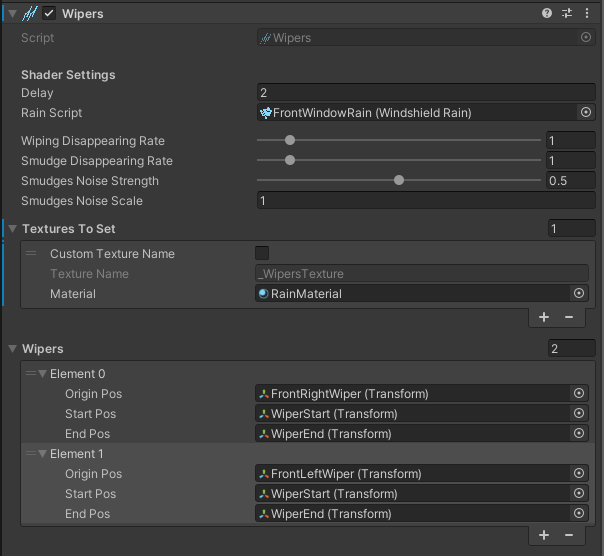 Wipers
Script Wipers
Shader Settings
Delay 2
Rain Script FrontWindowRain (Windshield Rain)
Wiping Disappearing Rate 1
Smudge Disappearing Rate 1
Smudges Noise Strength 0.5
Smudges Noise Scale 1
Textures To Set 1
Custom Texture Name
Texture Name _WipersTexture
Material RainMaterial
+ −
Wipers 2
Element 0
Origin Pos FrontRightWiper (Transform)
Start Pos WiperStart (Transform)
End Pos WiperEnd (Transform)
Element 1
Origin Pos FrontLeftWiper (Transform)
Start Pos WiperStart (Transform)
End Pos WiperEnd (Transform)
+ −